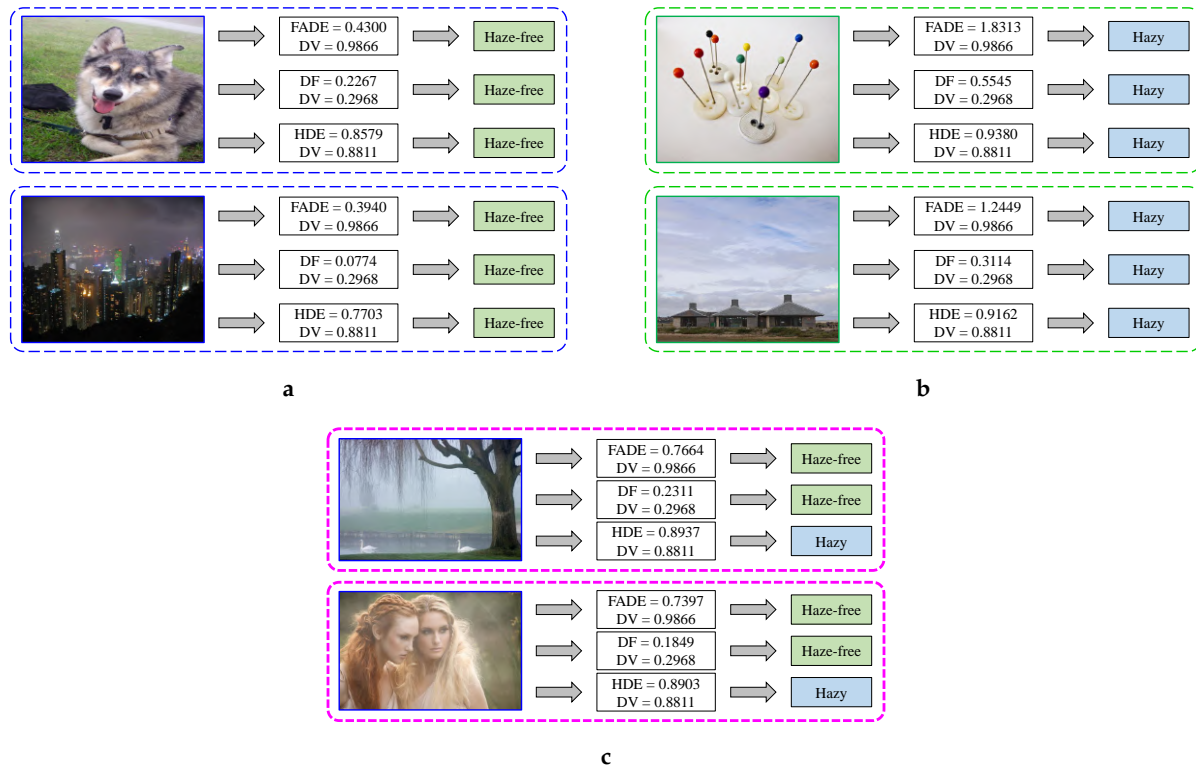 FADE = 0.4300
DV = 0.9866
Haze-free
DF = 0.2267
DV = 0.2968
Haze-free
HDE = 0.8579
DV = 0.8811
Haze-free
FADE = 0.3940
DV = 0.9866
Haze-free
DF = 0.0774
DV = 0.2968
Haze-free
HDE = 0.7703
DV = 0.8811
Haze-free
a
FADE = 1.8313
DV = 0.9866
Hazy
DF = 0.5545
DV = 0.2968
Hazy
HDE = 0.9380
DV = 0.8811
Hazy
FADE = 1.2449
DV = 0.9866
Hazy
DF = 0.3114
DV = 0.2968
Hazy
HDE = 0.9162
DV = 0.8811
Hazy
b
FADE = 0.7664
DV = 0.9866
Haze-free
DF = 0.2311
DV = 0.2968
Haze-free
HDE = 0.8937
DV = 0.8811
Hazy
FADE = 0.7397
DV = 0.9866
Haze-free
DF = 0.1849
DV = 0.2968
Haze-free
HDE = 0.8903
DV = 0.8811
Hazy
c